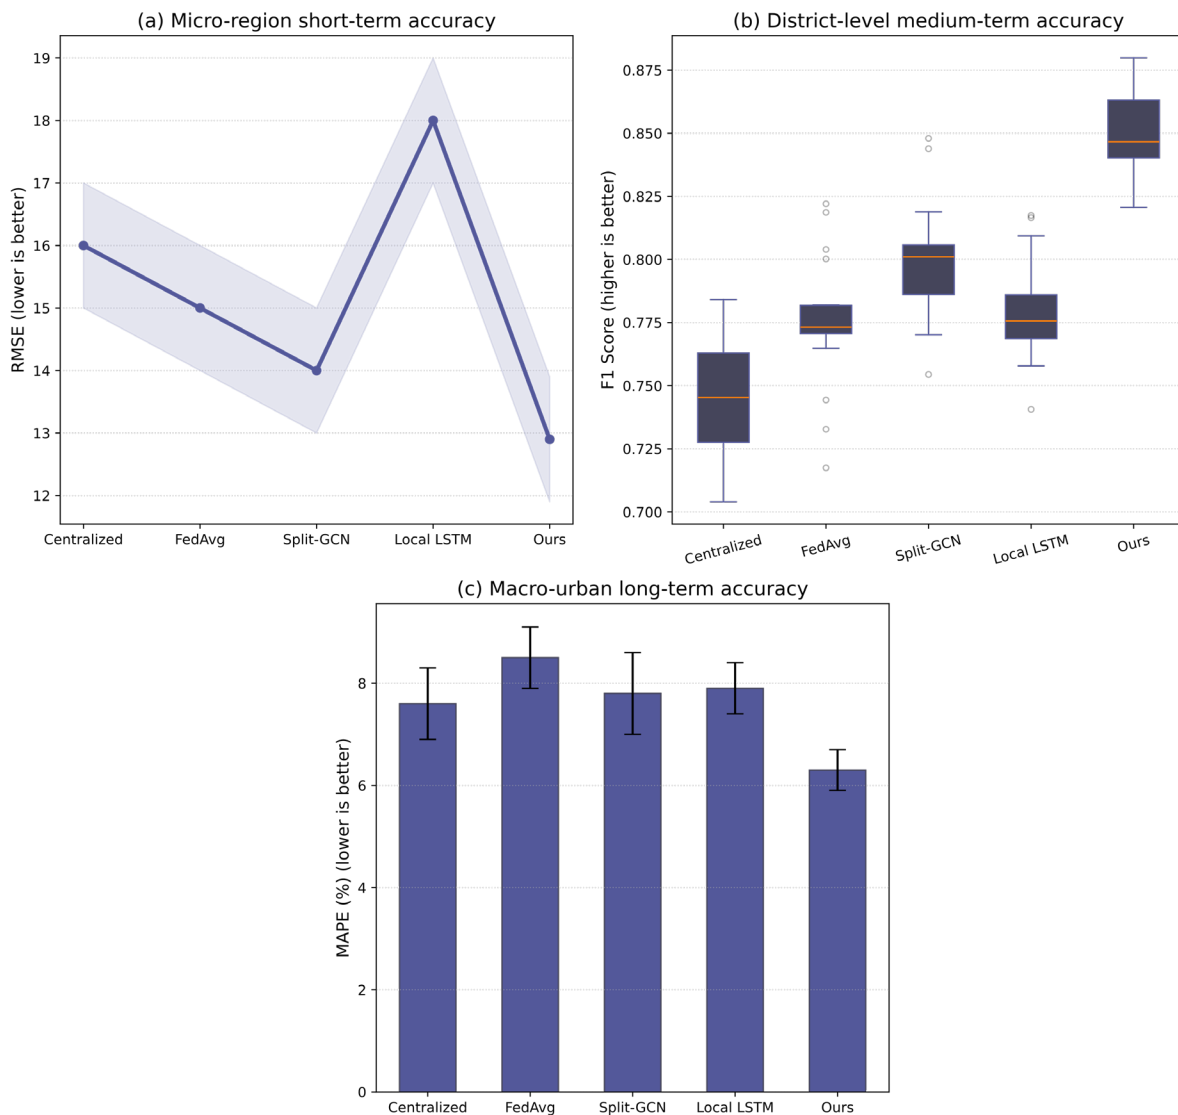 (a) Micro-region short-term accuracy
RMSE (lower is better)
19
18
17
16
15
14
13
12
Centralized FedAvg Split-GCN Local LSTM Ours
(b) District-level medium-term accuracy
F1 Score (higher is better)
0.875
0.850
0.825
0.800
0.775
0.750
0.725
0.700
Centralized FedAvg Split-GCN Local LSTM Ours
(c) Macro-urban long-term accuracy
MAPE (%) (lower is better)
8
6
4
2
0
Centralized FedAvg Split-GCN Local LSTM Ours